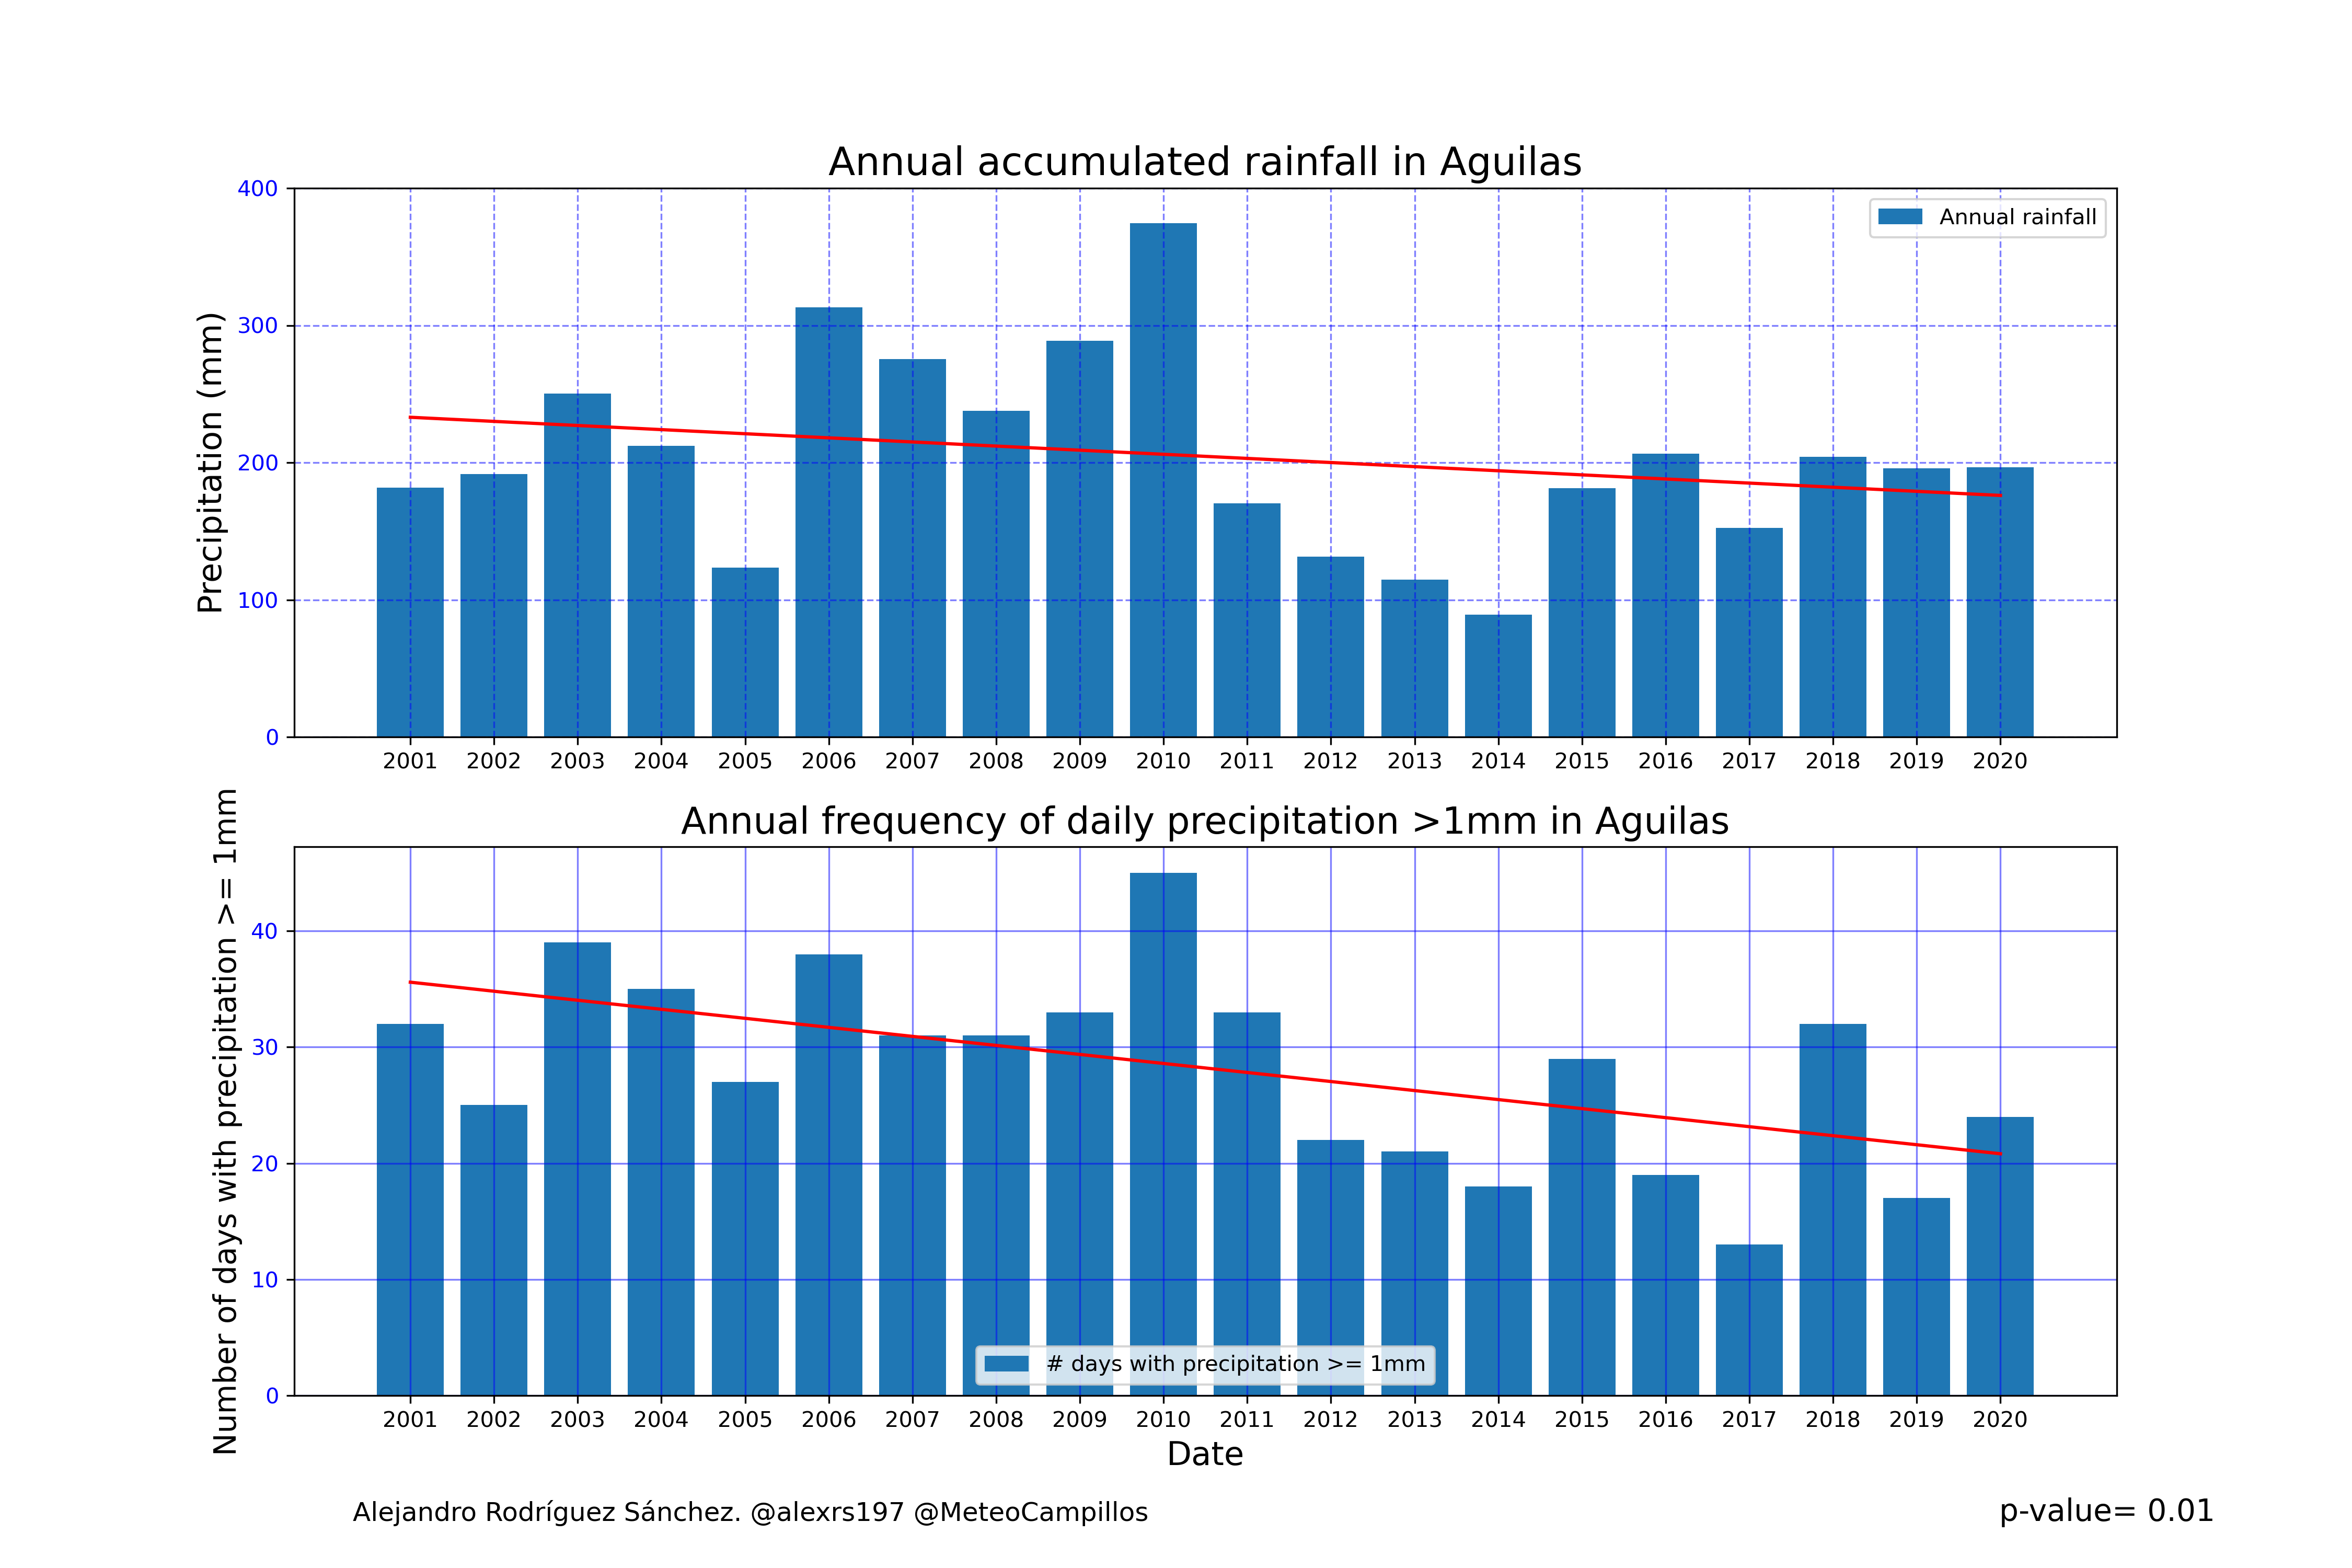 Annual accumulated rainfall in Aguilas
Precipitation (mm)
400
300
200
100
0
Annual rainfall
2001 2002 2003 2004 2005 2006 2007 2008 2009 2010 2011 2012 2013 2014 2015 2016 2017 2018 2019 2020
Annual frequency of daily precipitation >1mm in Aguilas
Number of days with precipitation >= 1mm
40
30
20
10
0
# days with precipitation >= 1mm
2001 2002 2003 2004 2005 2006 2007 2008 2009 2010 2011 2012 2013 2014 2015 2016 2017 2018 2019 2020
Date
Alejandro Rodríguez Sánchez. @alexrs197 @MeteoCampillos
p-value= 0.01